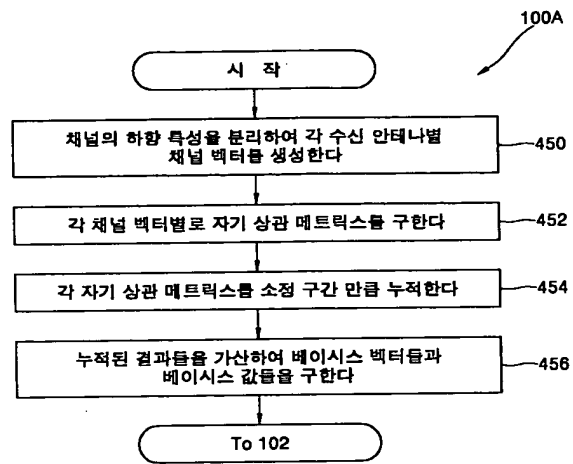 100A
시 작
채널의 하향 특성을 분리하여 각 수신 안테나별
채널 벡터를 생성한다
450
각 채널 벡터별로 자기 상관 메트릭스를 구한다
452
각 자기 상관 메트릭스를 소정 구간 만큼 누적한다
454
누적된 결과들을 가산하여 베이시스 벡터들과
베이시스 값들을 구한다
456
To 102